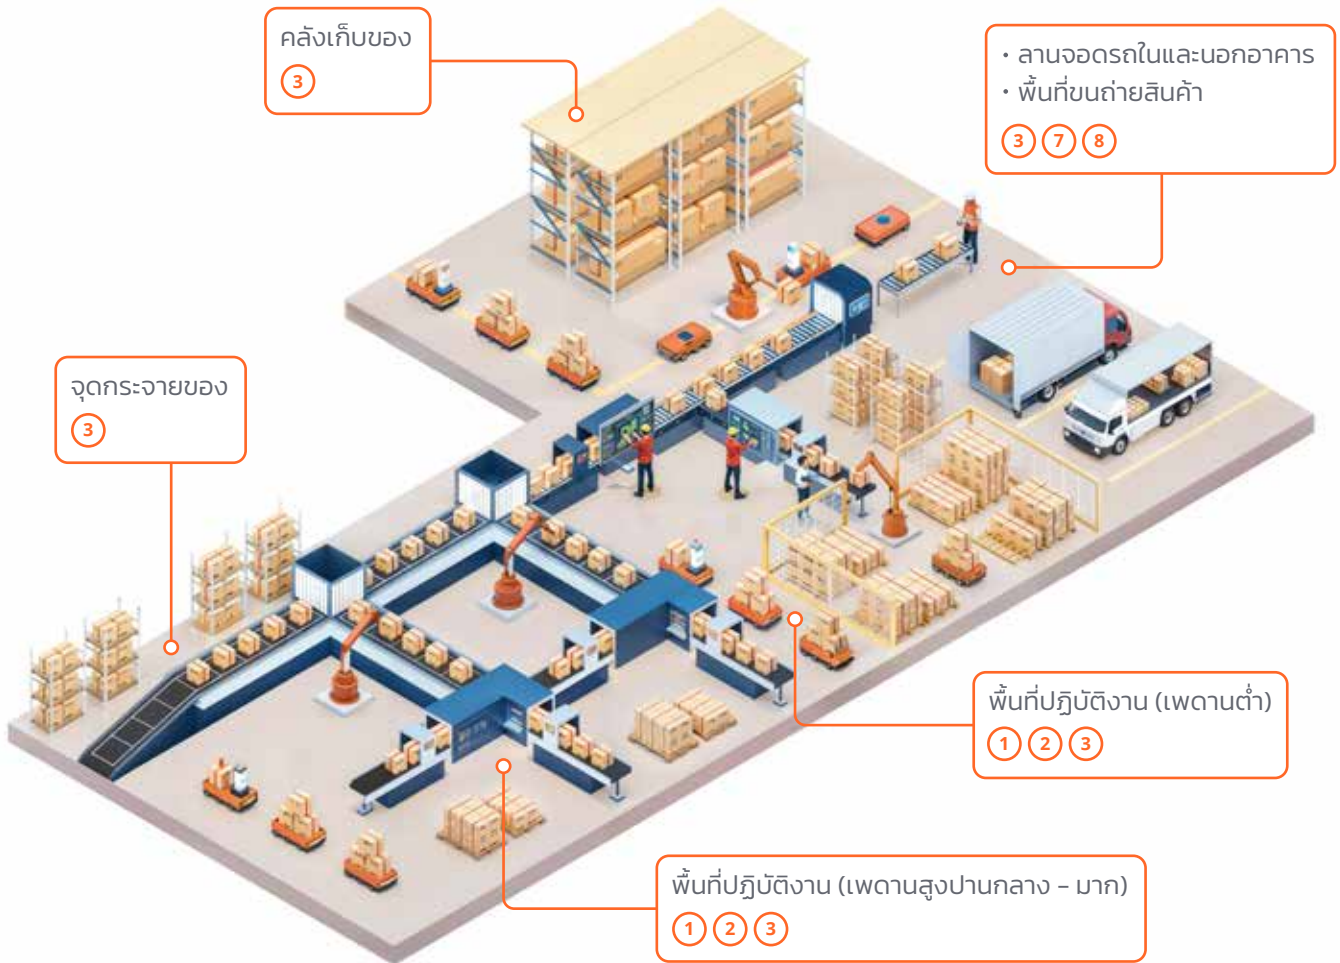 คลังเก็บของ
3
• ลานจอดรถในและนอกอาคาร
• พื้นที่ขนถ่ายสินค้า
3 7 8
จุดกระจายของ
3
พื้นที่ปฏิบัติงาน (เพดานต่ำ)
1 2 3
พื้นที่ปฏิบัติงาน (เพดานสูงปานกลาง – มาก)
1 2 3